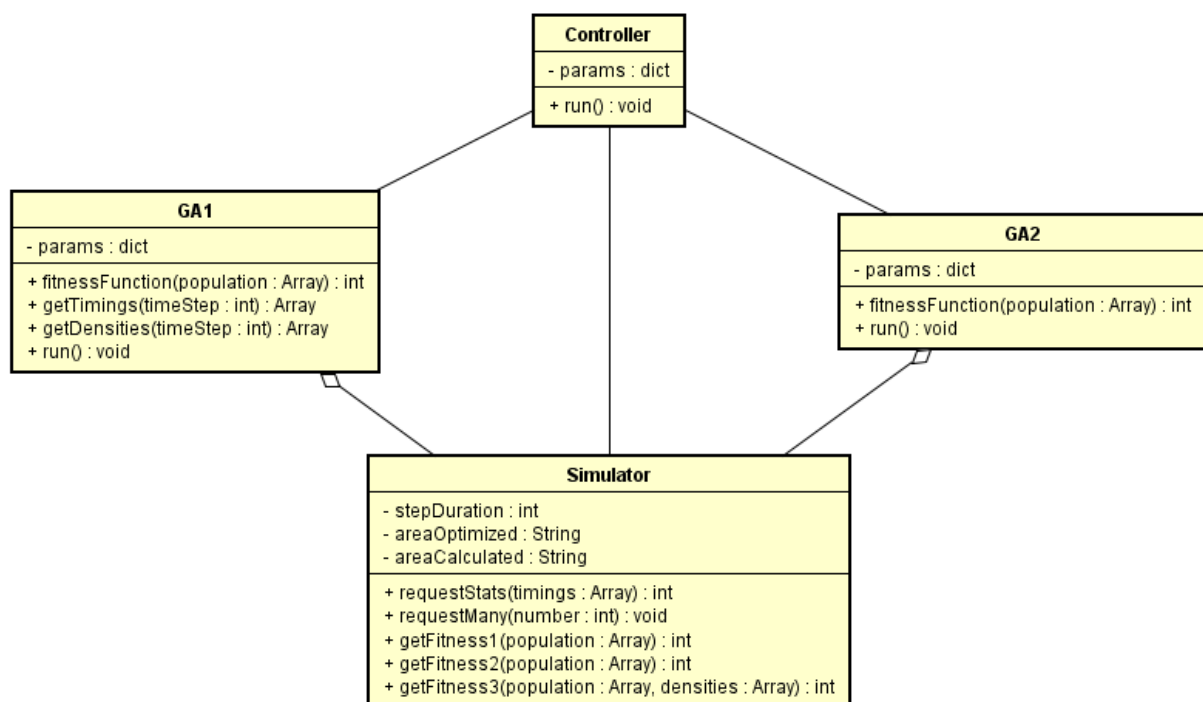 Controller
- params : dict
+ run() : void
GA1
- params : dict
+ fitnessFunction(population : Array) : int
+ getTimings(timeStep : int) : Array
+ getDensities(timeStep : int) : Array
+ run() : void
GA2
- params : dict
+ fitnessFunction(population : Array) : int
+ run() : void
Simulator
- stepDuration : int
- areaOptimized : String
- areaCalculated : String
+ requestStats(timings : Array) : int
+ requestMany(number : int) : void
+ getFitness1(population : Array) : int
+ getFitness2(population : Array) : int
+ getFitness3(population : Array, densities : Array) : int